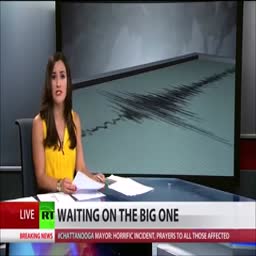 LIVE RT WAITING ON THE BIG ONE
BREAKING NEWS #CHATTANOOGA MAYOR: HORRIFIC INCIDENT, PRAYERS TO ALL THOSE AFFECTED